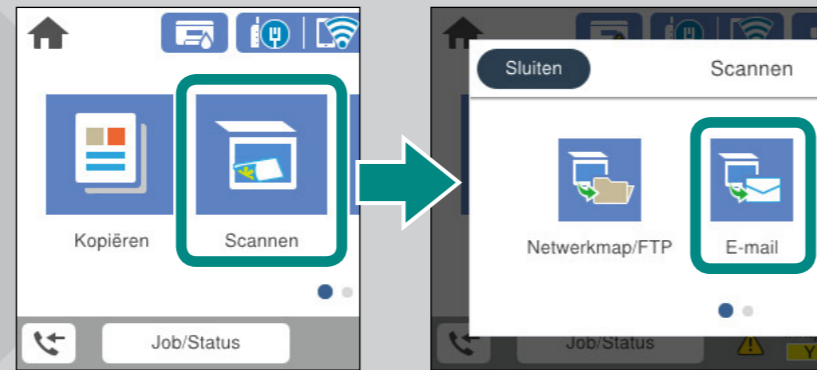 Kopiëren
Scannen
Job/Status
Sluiten
Scannen
Netwerkmap/FTP
E-mail
Job/Status
Y